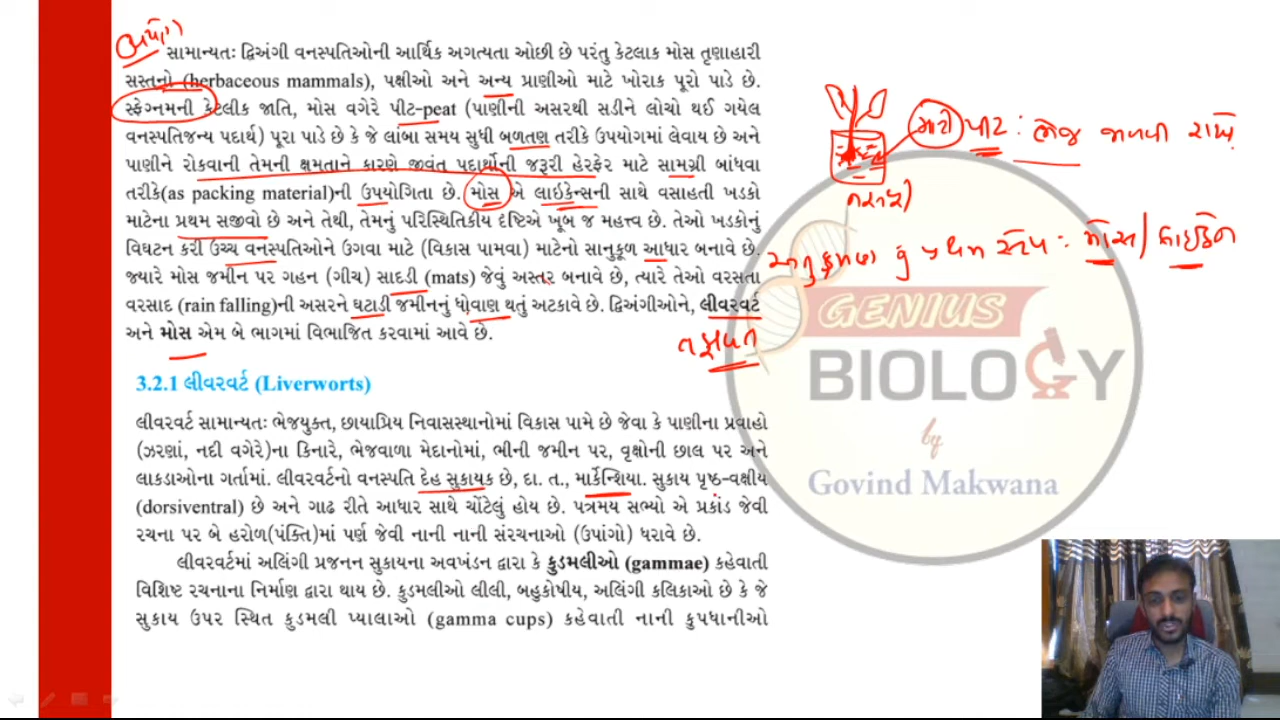 સામાન્યતઃ દ્વિઅંગી વનસ્પતિઓની આર્થિક અગત્યતા ઓછી છે પરંતુ કેટલાક મોસ તૃણાહારી
સસ્તનો (herbaceous mammals), પક્ષીઓ અને અન્ય પ્રાણીઓ માટે ખોરાક પૂરો પાડે છે.
સ્ફેગ્નમની કેટલીક જાતિ, મોસ વગેરે પીટ-peat (પાણીની અસરથી સડીને લોચો થઈ ગયેલ
વનસ્પતિજન્ય પદાર્થ) પૂરા પાડે છે કે જે લાંબા સમય સુધી બળતણ તરીકે ઉપયોગમાં લેવાય છે અને
પાણીને રોકવાની તેમની ક્ષમતાને કારણે જીવંત પદાર્થોની જરૂરી હેરફેર માટે સામગ્રી બાંધવા
તરીકે(as packing material)ની ઉપયોગિતા છે. મોસ એ લાઇકેન્સની સાથે વસાહતી ખડકો
માટેના પ્રથમ સજીવો છે અને તેથી, તેમનું પરિસ્થિતિકીય દૃષ્ટિએ ખૂબ જ મહત્ત્વ છે. તેઓ ખડકોનું
વિઘટન કરી ઉચ્ચ વનસ્પતિઓને ઉગવા માટે (વિકાસ પામવા) માટેનો સાનુકૂળ આધાર બનાવે છે.
જ્યારે મોસ જમીન પર ગહન (ગીચ) સાદડી (mats) જેવું અસ્તર બનાવે છે, ત્યારે તેઓ વરસતા
વરસાદ (rain falling)ની અસરને ઘટાડી જમીનનું ધોવાણ થતું અટકાવે છે. દ્વિઅંગીઓને, લીવરવર્ટ
અને મોસ એમ બે ભાગમાં વિભાજિત કરવામાં આવે છે.
તફાવત
પીટ : ભેજ જાળવી રાખે
અનુક્રમણ નું પ્રથમ સ્ટેપ : મોસ / લાઇકેન
GENIUS
BIOLOGY
by
Govind Makwana
3.2.1 લીવરવર્ટ (Liverworts)
લીવરવર્ટ સામાન્યતઃ ભેજયુક્ત, છાયાપ્રિય નિવાસસ્થાનોમાં વિકાસ પામે છે જેવા કે પાણીના પ્રવાહો
(ઝરણાં, નદી વગેરે)ના કિનારે, ભેજવાળા મેદાનોમાં, ભીની જમીન પર, વૃક્ષોની છાલ પર અને
લાકડાઓના ગર્તામાં. લીવરવર્ટનો વનસ્પતિ દેહ સુકાયક છે, દા. ત., માર્કેન્શિયા. સુકાય પૃષ્ઠ-વક્ષીય
(dorsiventral) છે અને ગાઢ રીતે આધાર સાથે ચોંટેલું હોય છે. પત્રમય સભ્યો એ પ્રકાંડ જેવી
રચના પર બે હરોળ(પંક્તિ)માં પર્ણ જેવી નાની નાની સંરચનાઓ (ઉપાંગો) ધરાવે છે.
લીવરવર્ટમાં અલિંગી પ્રજનન સુકાયના અવખંડન દ્વારા કે કુડમલીઓ (gammae) કહેવાતી
વિશિષ્ટ રચનાના નિર્માણ દ્વારા થાય છે. કુડમલીઓ લીલી, બહુકોષીય, અલિંગી કલિકાઓ છે કે જે
સુકાય ઉપર સ્થિત કુડમલી પ્યાલાઓ (gamma cups) કહેવાતી નાની કુપધાનીઓ